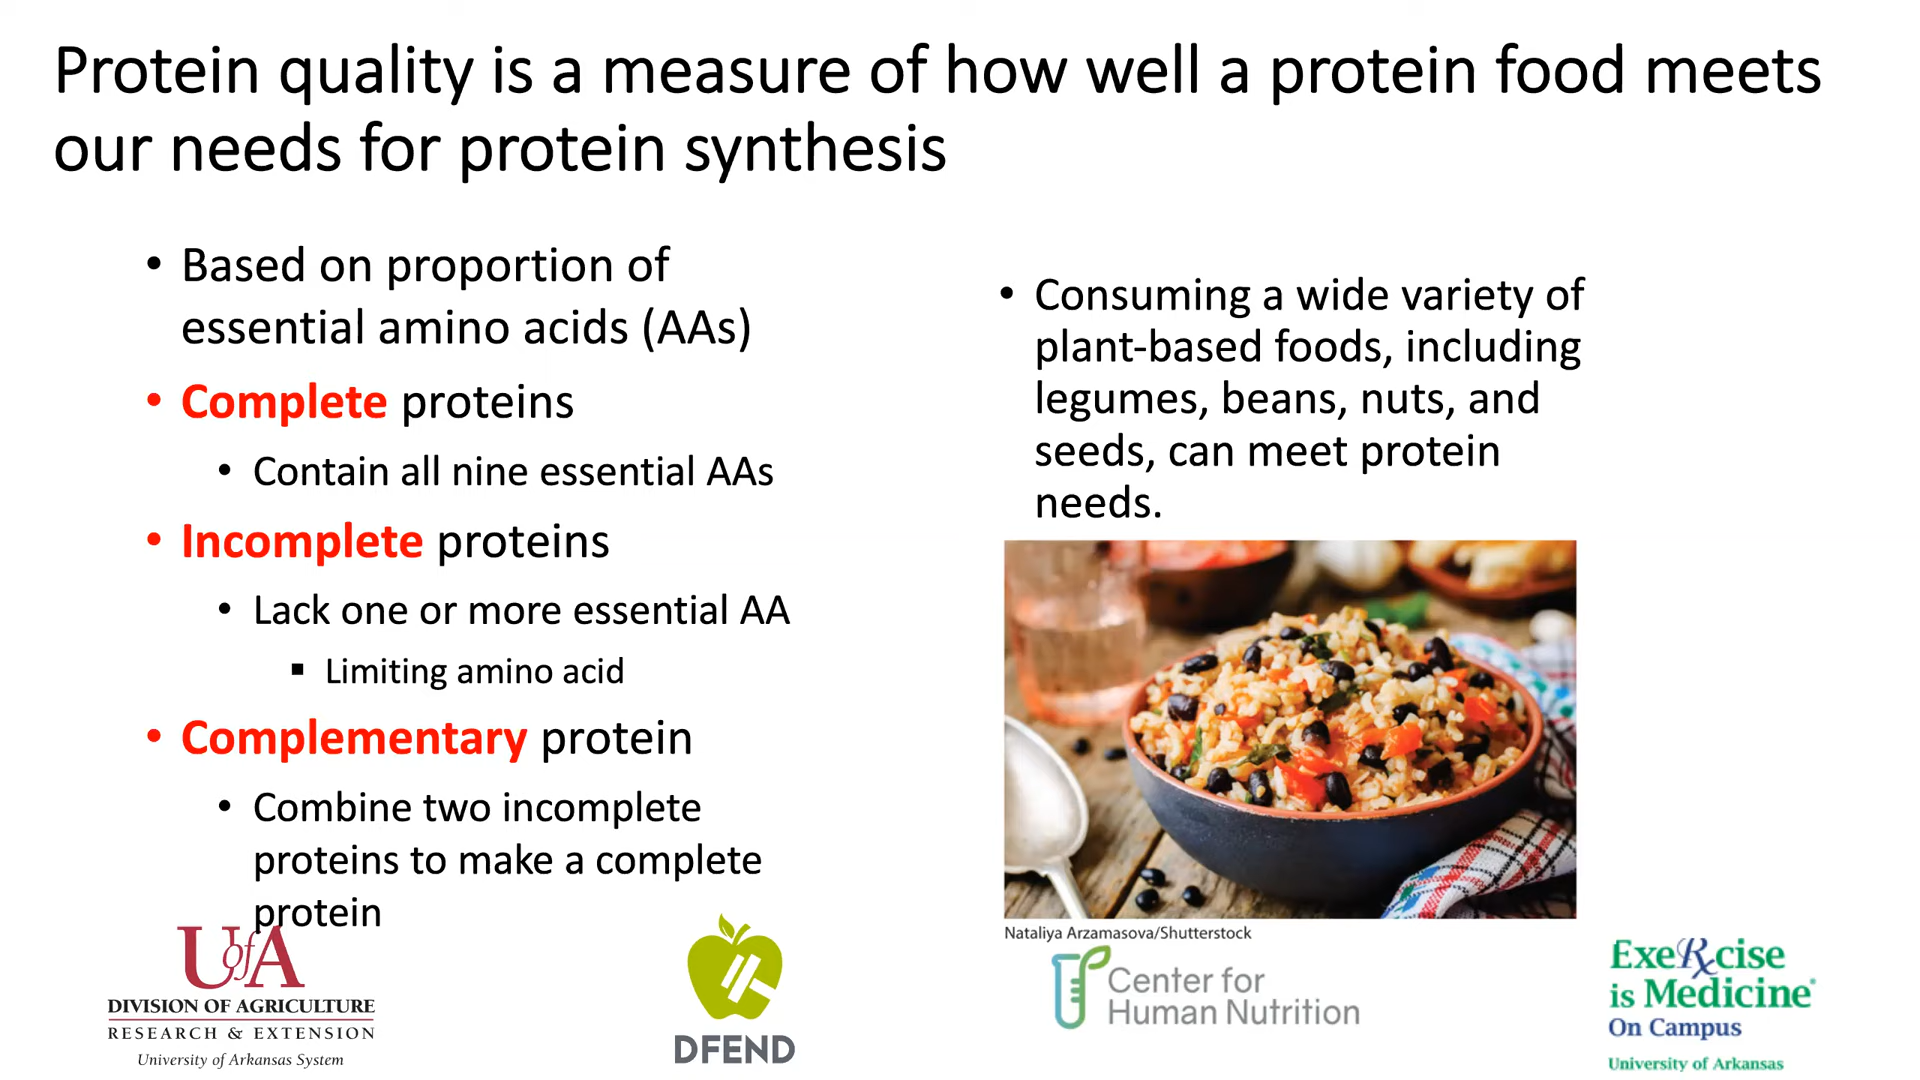 Protein quality is a measure of how well a protein food meets
our needs for protein synthesis
• Based on proportion of
essential amino acids (AAs)
• Complete proteins
• Contain all nine essential AAs
• Incomplete proteins
• Lack one or more essential AA
▪ Limiting amino acid
• Complementary protein
• Combine two incomplete
proteins to make a complete
protein
• Consuming a wide variety of
plant-based foods, including
legumes, beans, nuts, and
seeds, can meet protein
needs.
Nataliya Arzamasova/Shutterstock
UofA
DIVISION OF AGRICULTURE
RESEARCH & EXTENSION
University of Arkansas System
DFEND
Center for
Human Nutrition
ExeRxcise
is Medicine®
On Campus
University of Arkansas